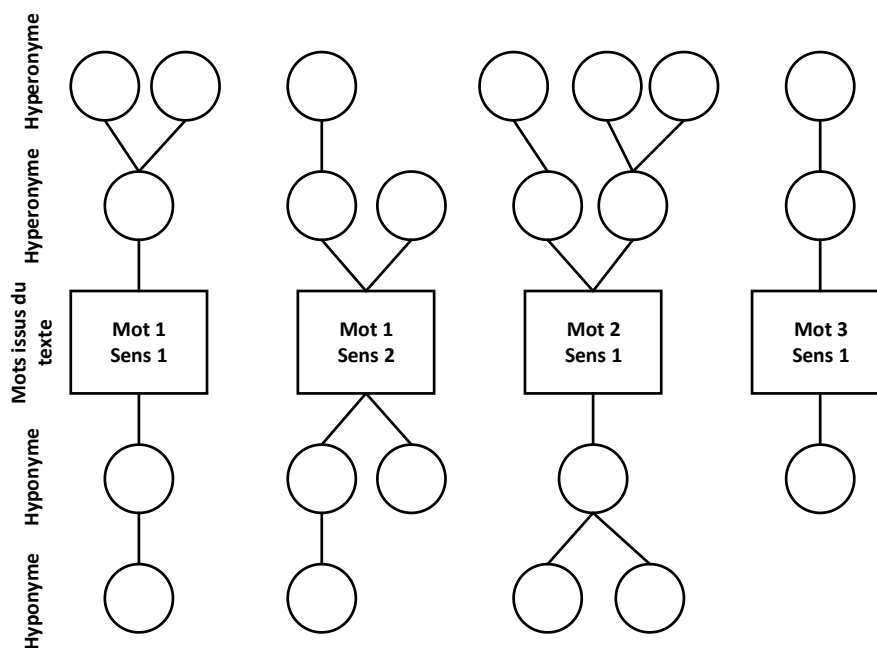 Hyperonyme
Hyperonyme
Mots issus du
texte
Mot 1
Sens 1
Mot 1
Sens 2
Mot 2
Sens 1
Mot 3
Sens 1
Hyponyme
Hyponyme